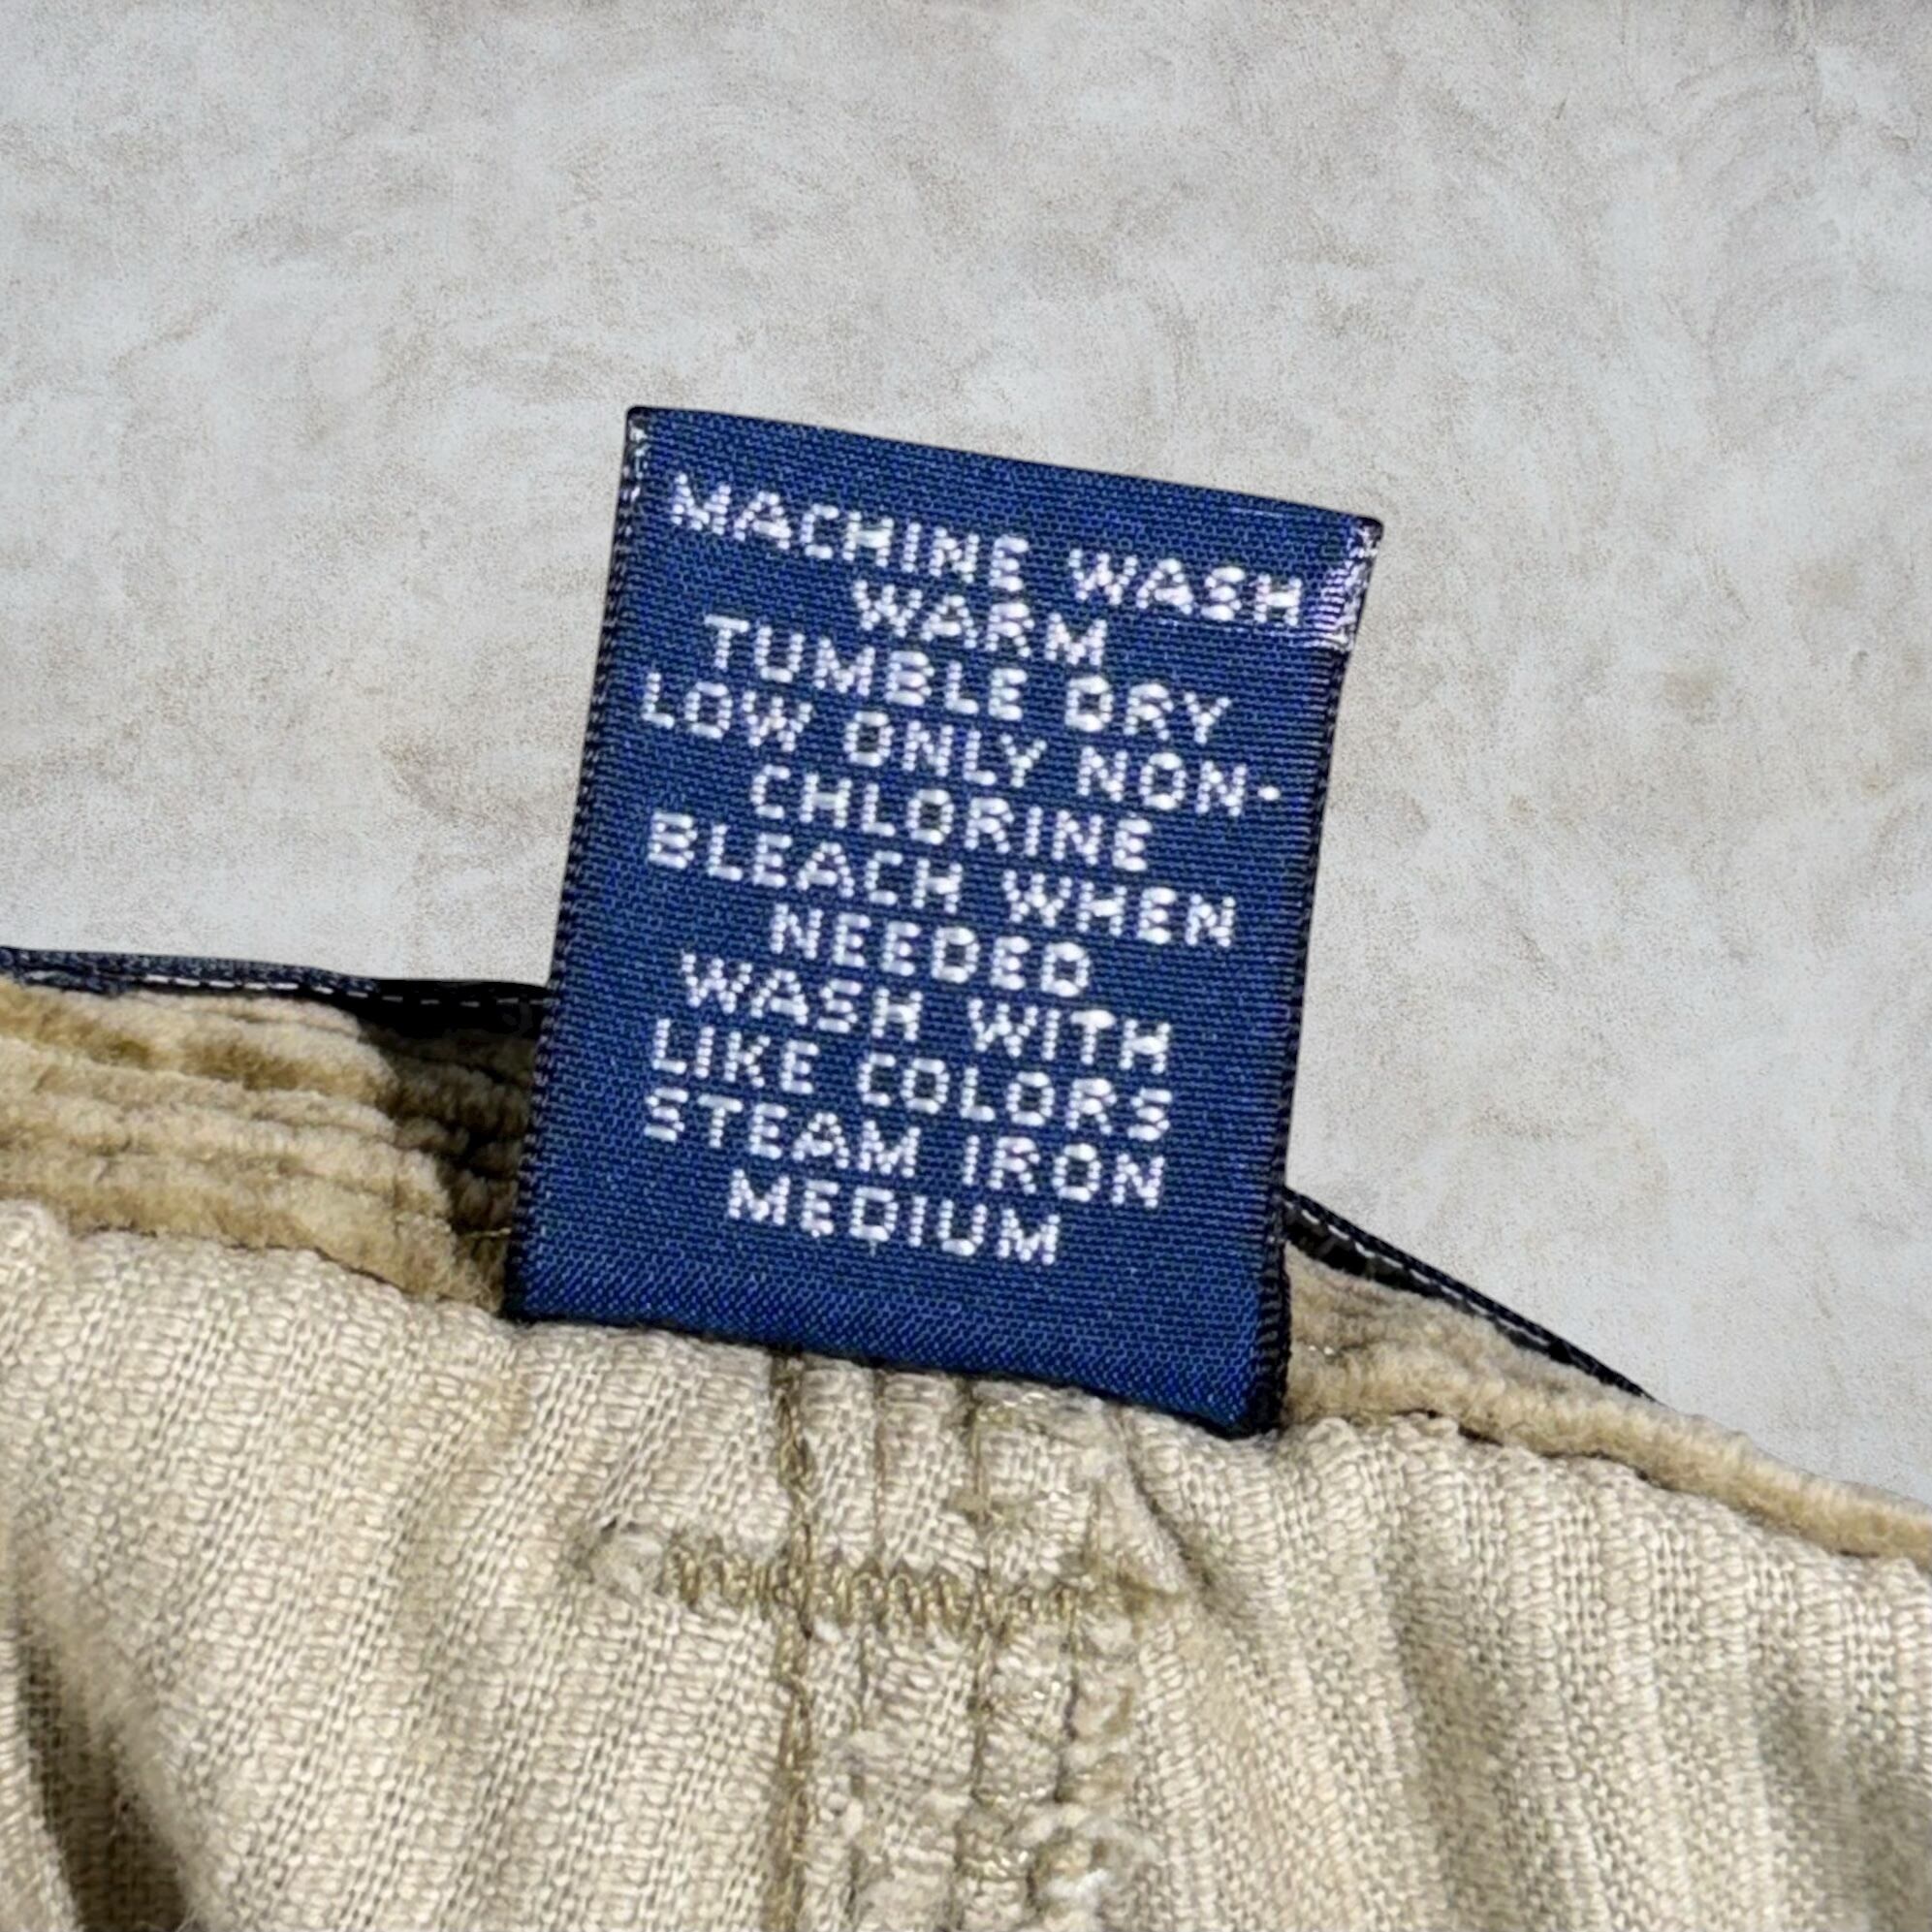 MACHINE WASH
WARM
TUMBLE DRY
LOW ONLY NON-
CHLORINE
BLEACH WHEN
NEEDED
WASH WITH
LIKE COLORS
STEAM IRON
MEDIUM